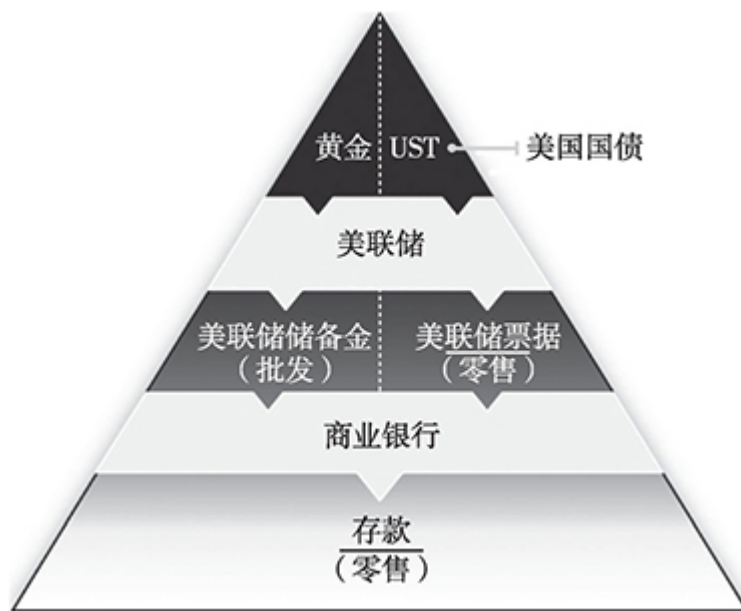 黄金 UST 美国国债
美联储
美联储储备金 美联储票据
（批发） （零售）
商业银行
存款
（零售）